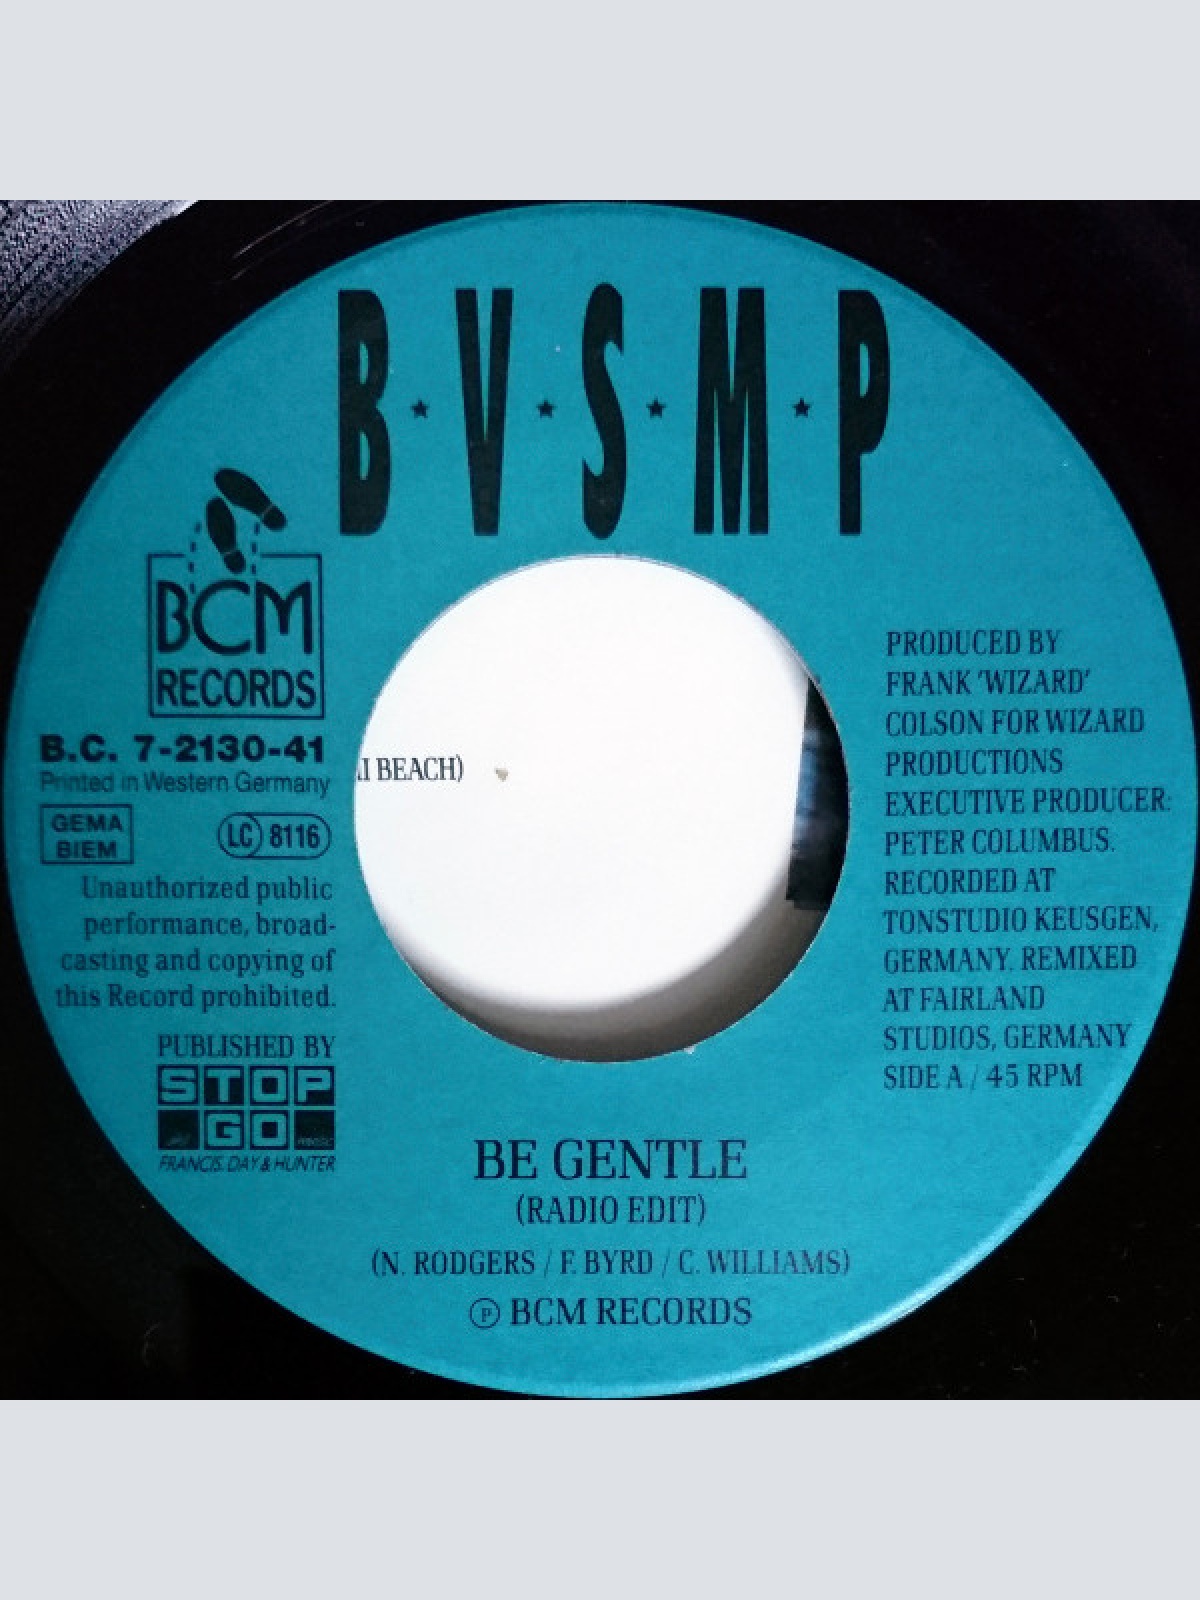 B·★·V·★·S·★·M·★·P
BCM
RECORDS
B.C. 7-2130-41
Printed in Western Germany
GEMA
BIEM
LC 8116
Unauthorized public
performance, broad-
casting and copying of
this Record prohibited.
PUBLISHED BY
STOP
GO
FRANCIS, DAY & HUNTER
AI BEACH)
PRODUCED BY
FRANK 'WIZARD'
COLSON FOR WIZARD
PRODUCTIONS
EXECUTIVE PRODUCER:
PETER COLUMBUS.
RECORDED AT
TONSTUDIO KEUSGEN,
GERMANY. REMIXED
AT FAIRLAND
STUDIOS, GERMANY
SIDE A / 45 RPM
BE GENTLE
(RADIO EDIT)
(N. RODGERS / F. BYRD / C. WILLIAMS)
Ⓟ BCM RECORDS